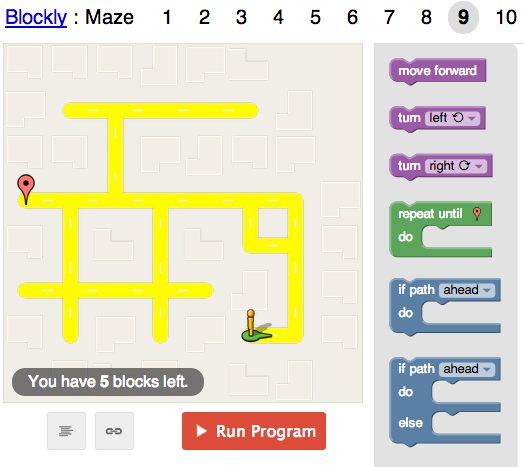 Blockly : Maze 1 2 3 4 5 6 7 8 9 10
move forward
turn left ↺
turn right ↻
repeat until
do
if path ahead
do
if path ahead
do
else
You have 5 blocks left.
Run Program